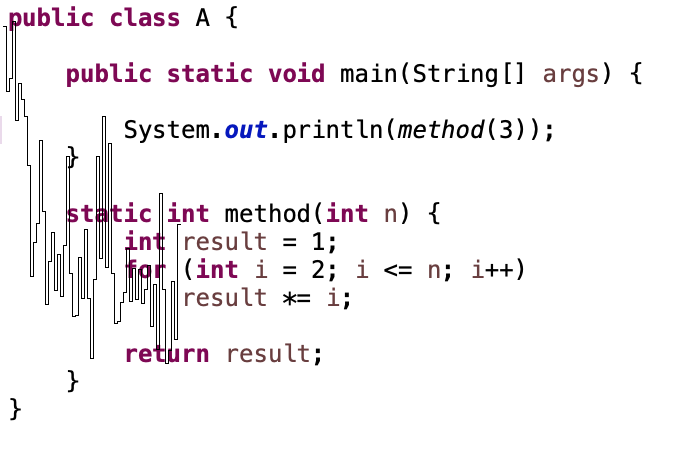 public class A {
public static void main(String[] args) {
System.out.println(method(3));
}
static int method(int n) {
int result = 1;
for (int i = 2; i <= n; i++)
result *= i;
return result;
}
}